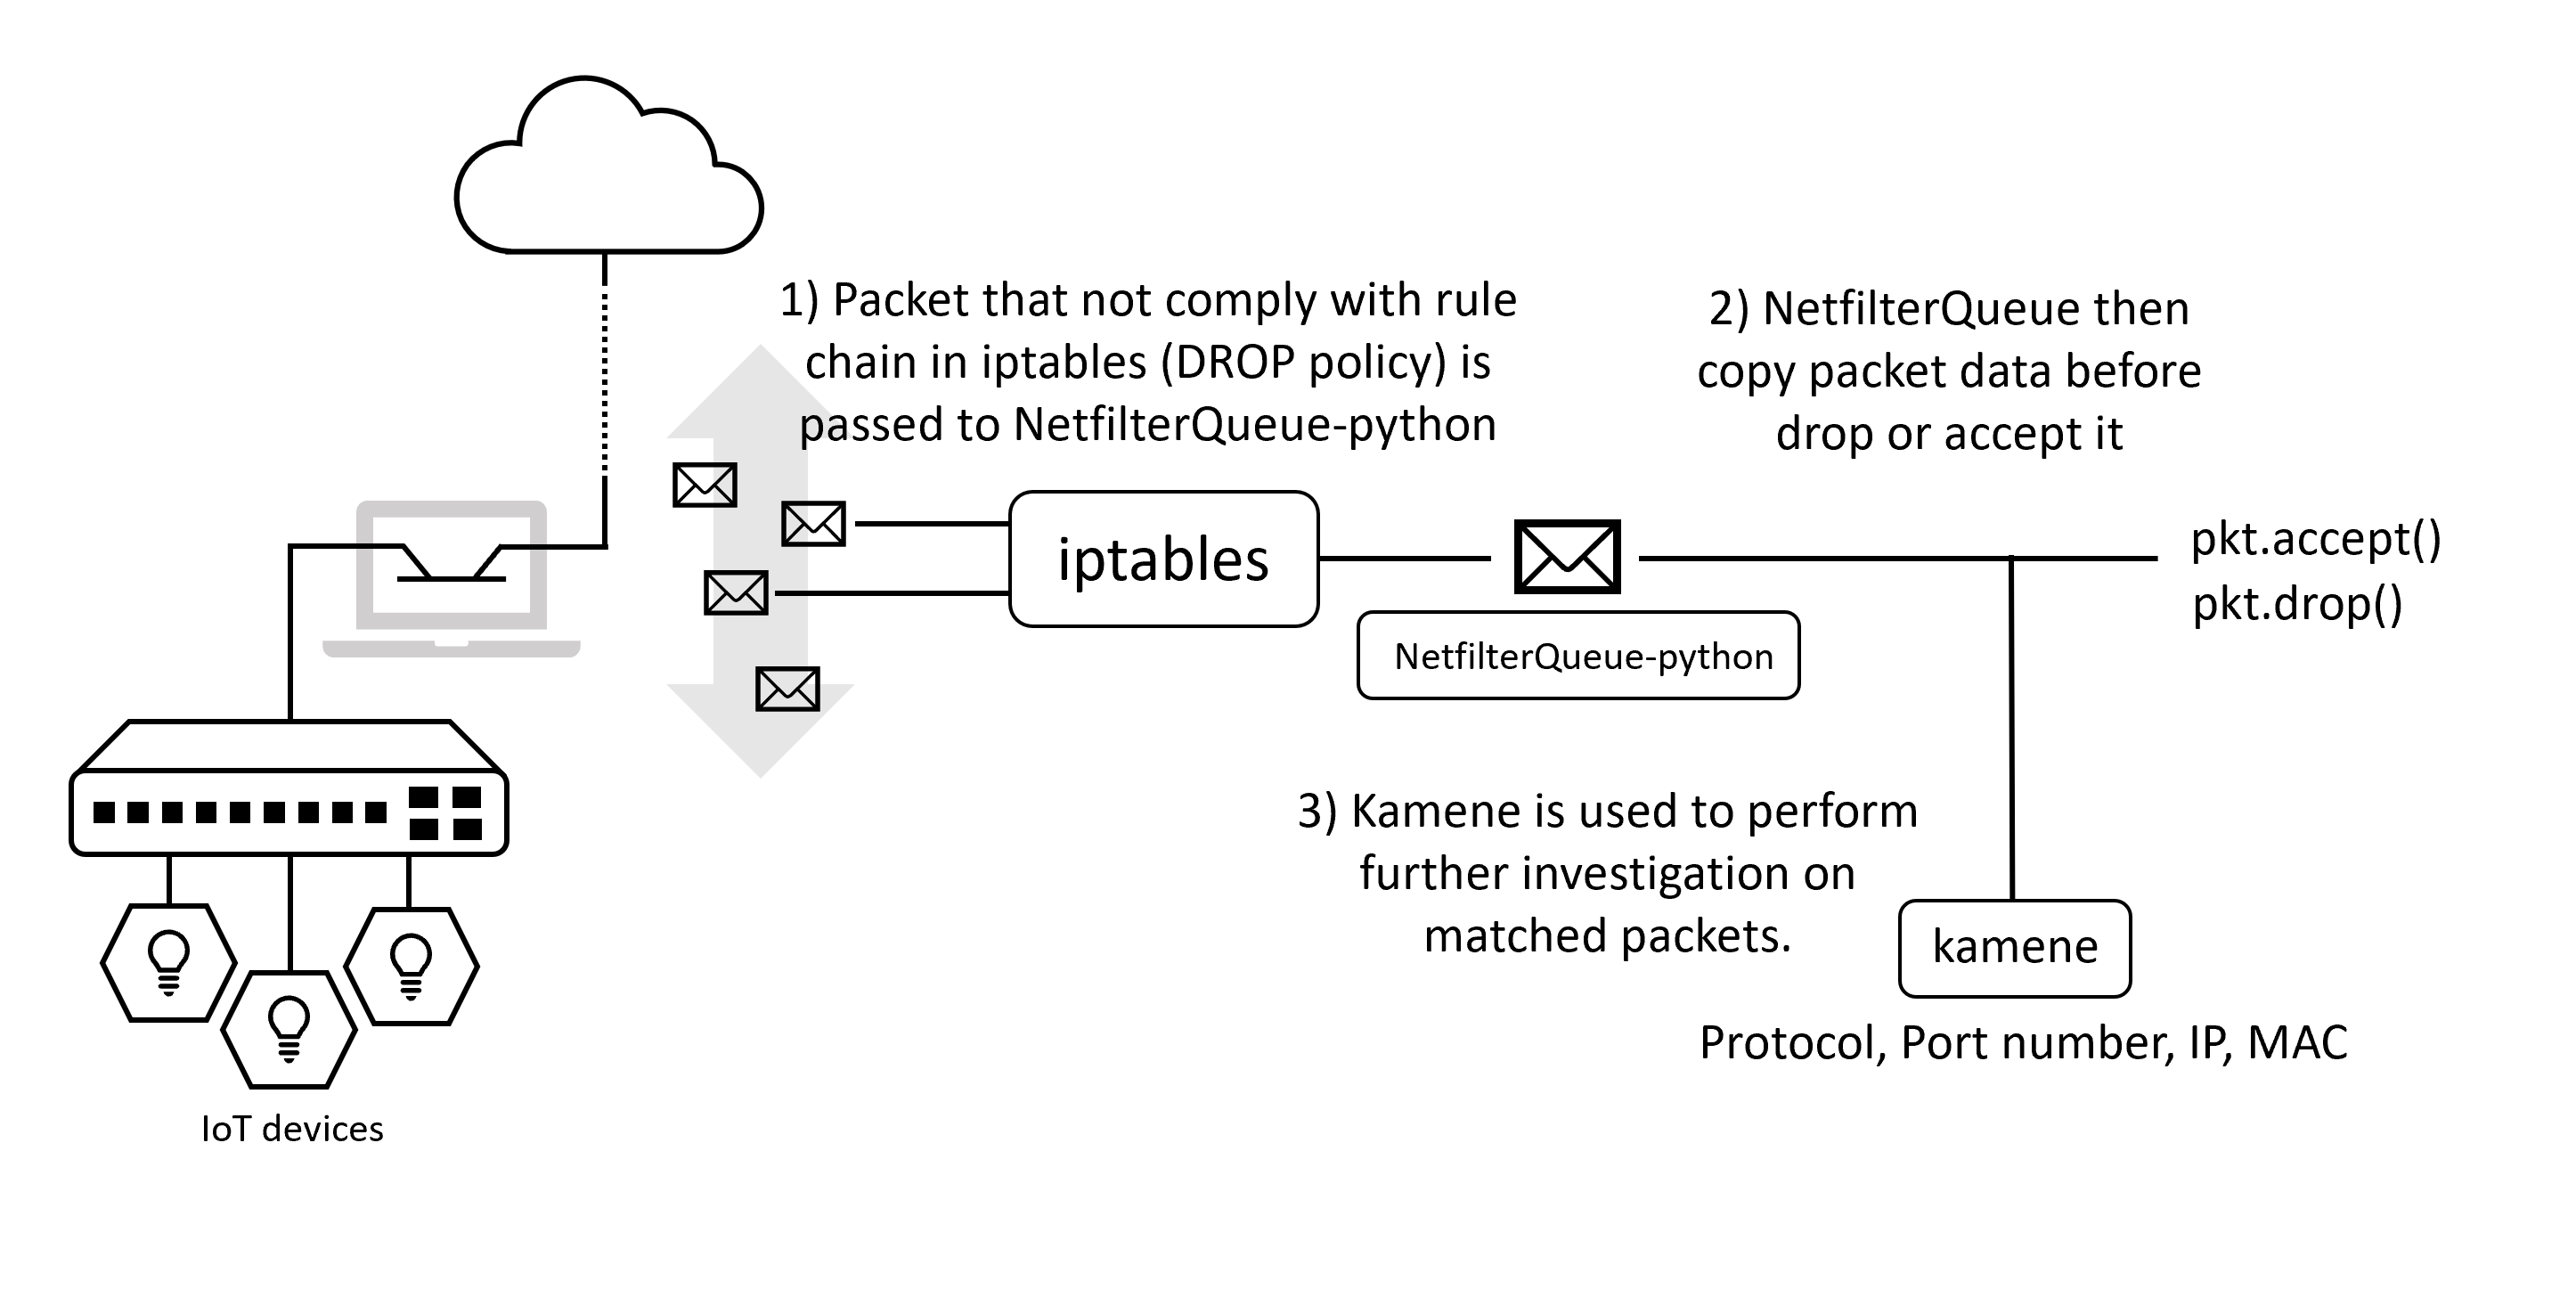 1) Packet that not comply with rule
chain in iptables (DROP policy) is
passed to NetfilterQueue-python
2) NetfilterQueue then
copy packet data before
drop or accept it
iptables
pkt.accept()
pkt.drop()
NetfilterQueue-python
3) Kamene is used to perform
further investigation on
matched packets.
kamene
Protocol, Port number, IP, MAC
IoT devices